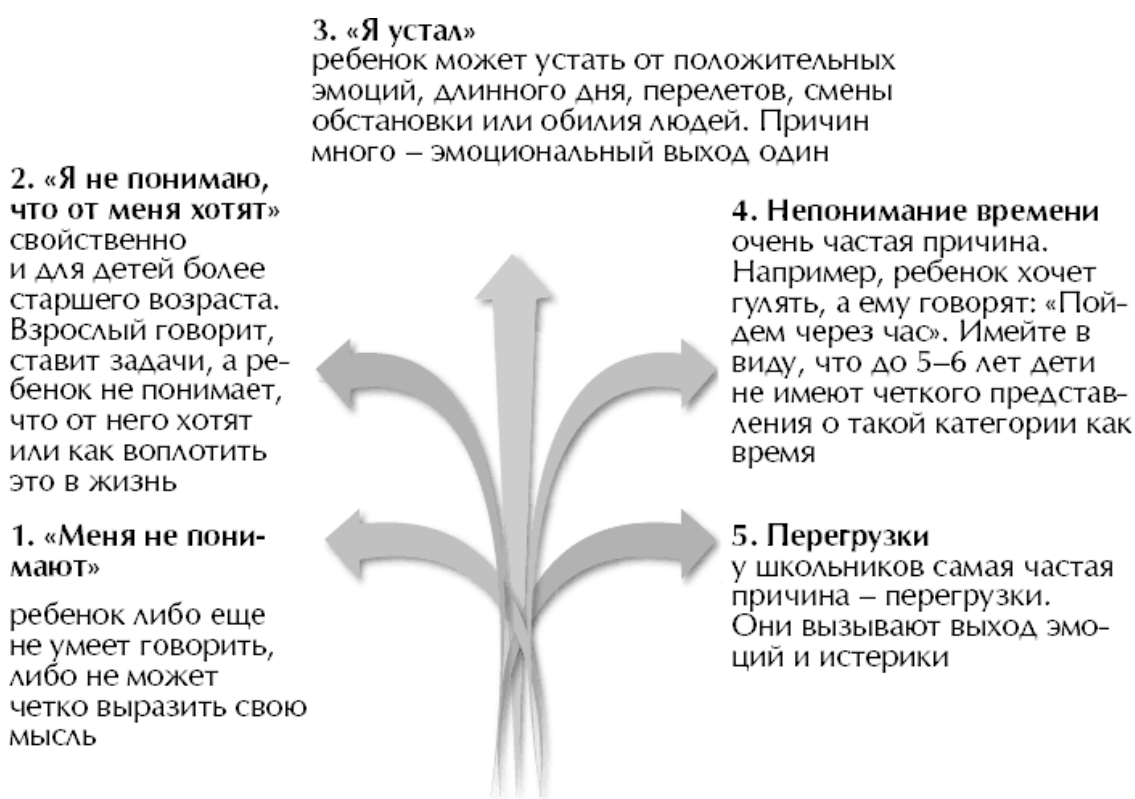 3. «Я устал»
ребенок может устать от положительных
эмоций, длинного дня, перелетов, смены
обстановки или обилия людей. Причин
много – эмоциональный выход один
2. «Я не понимаю,
что от меня хотят»
свойственно
и для детей более
старшего возраста.
Взрослый говорит,
ставит задачи, а ре-
бенок не понимает,
что от него хотят
или как воплотить
это в жизнь
1. «Меня не пони-
мают»
ребенок либо еще
не умеет говорить,
либо не может
четко выразить свою
мысль
4. Непонимание времени
очень частая причина.
Например, ребенок хочет
гулять, а ему говорят: «Пой-
дем через час». Имейте в
виду, что до 5–6 лет дети
не имеют четкого представ-
ления о такой категории как
время
5. Перегрузки
у школьников самая частая
причина – перегрузки.
Они вызывают выход эмо-
ций и истерики